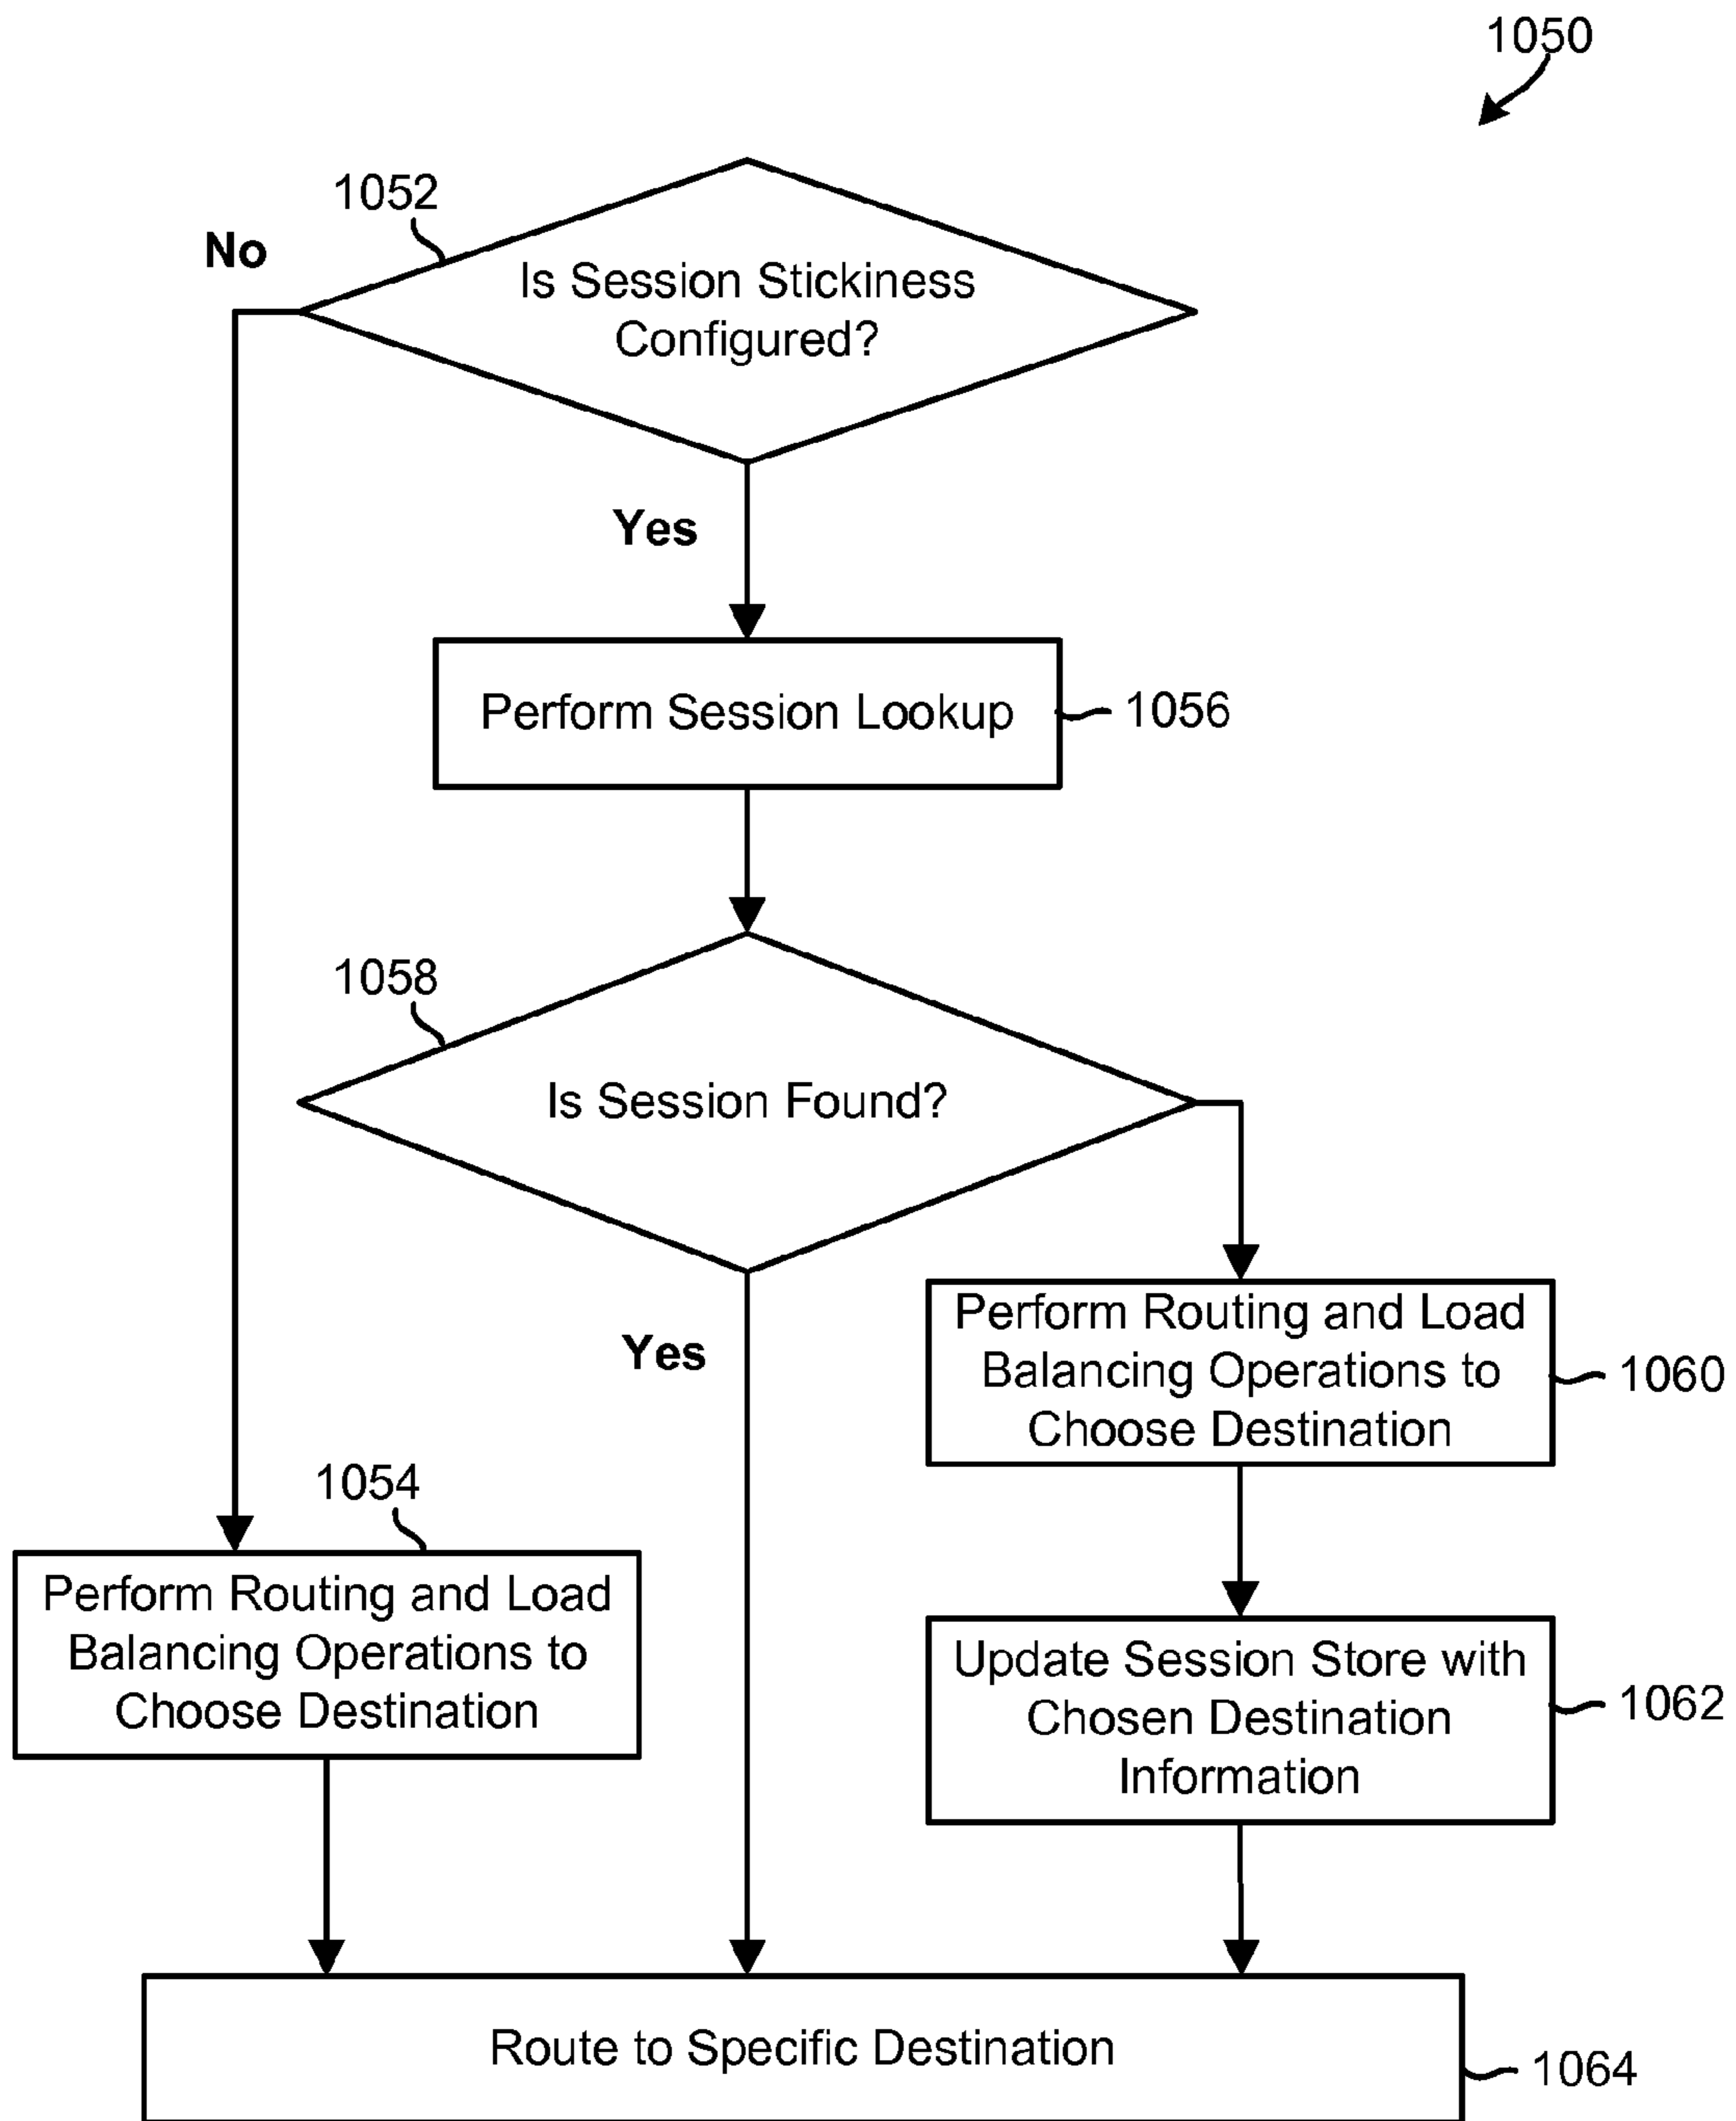 1050
1052
No
Is Session Stickiness
Configured?
Yes
Perform Session Lookup
1056
1058
Is Session Found?
Yes
Perform Routing and Load
Balancing Operations to
Choose Destination
1060
1054
Perform Routing and Load
Balancing Operations to
Choose Destination
Update Session Store with
Chosen Destination
Information
1062
Route to Specific Destination
1064